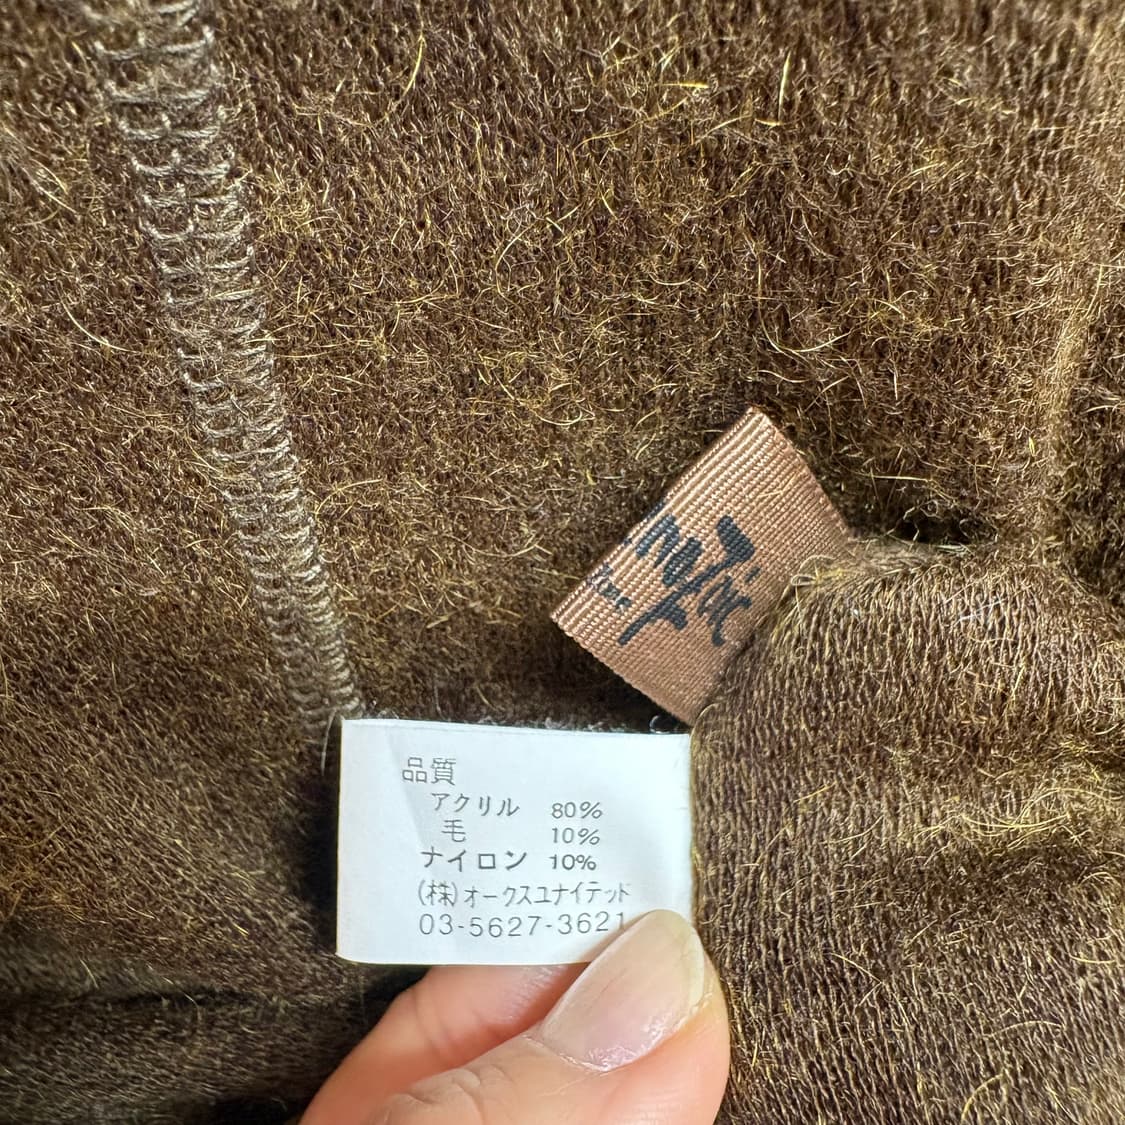 品質
アクリル 80%
毛 10%
ナイロン 10%
(株)オークスユナイテッド
03-5627-3621